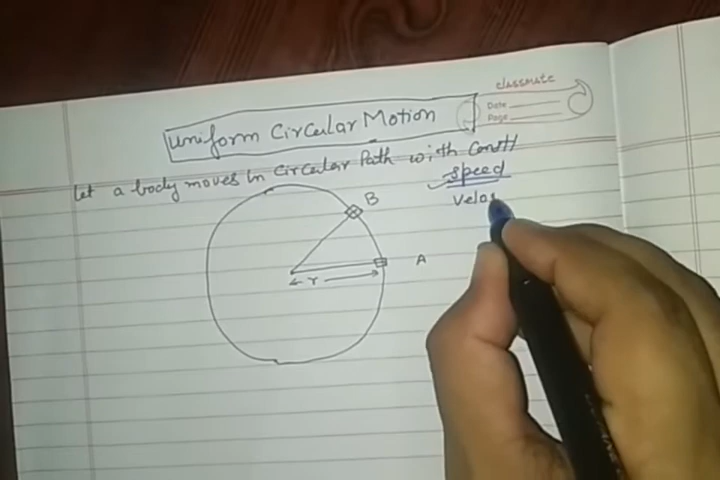 classmate
Date
Page
Uniform Circular Motion
Let a body moves in Circular Path with constt
speed
B
A
r